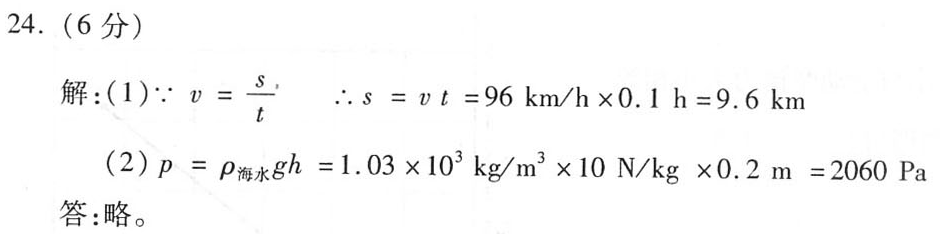 24. (6 分)
解:(1)∵ v = s/t ∴ s = v t = 96 km/h × 0.1 h = 9.6 km
(2) p = ρ海水gh = 1.03 × 10³ kg/m³ × 10 N/kg × 0.2 m = 2060 Pa
答:略。